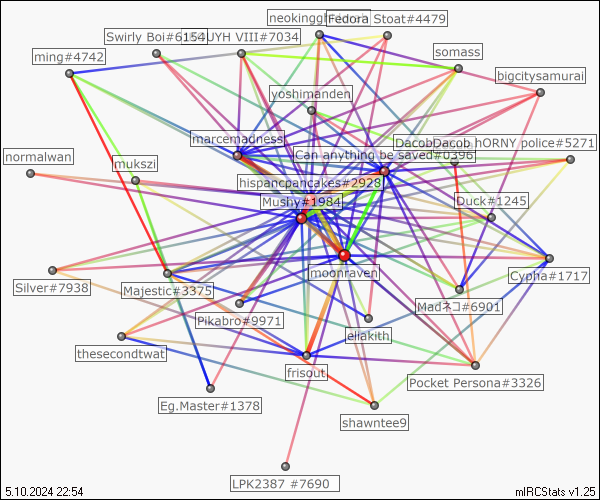 Fedora Stoat#4479
Swirly Boi#6154
UYH VIII#7034
ming#4742
somass
bigcitysamurai
yoshimanden
marcemadness
DacobDacob
hORNY police#5271
normalwan
mukszi
Can anything be saved#0396
hispancpancakes#2928
Mushy#1984
Duck#1245
moonraven
Cypha#1717
Silver#7938
Majestic#3375
Pikabro#9971
Madネコ#6901
eliakith
thesecondtwat
frisout
Pocket Persona#3326
Eg.Master#1378
shawntee9
LPK2387 #7690
5.10.2024 22:54
mIRCStats v1.25